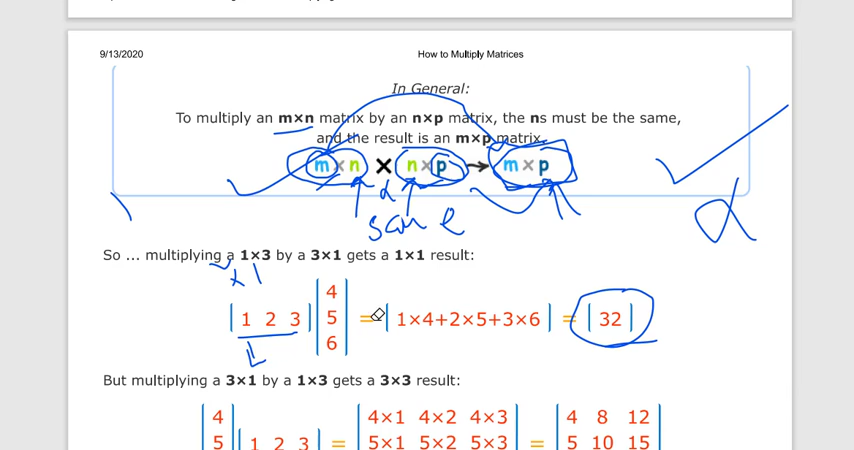 9/13/2020 How to Multiply Matrices
In General:
To multiply an m×n matrix by an n×p matrix, the ns must be the same,
and the result is an m×p matrix.
m×n × n×p → m×p
same
So ... multiplying a 1×3 by a 3×1 gets a 1×1 result:
4
1 2 3 5 = 1×4+2×5+3×6 = 32
6
But multiplying a 3×1 by a 1×3 gets a 3×3 result:
4 4×1 4×2 4×3 4 8 12
5 1 2 3 = 5×1 5×2 5×3 = 5 10 15